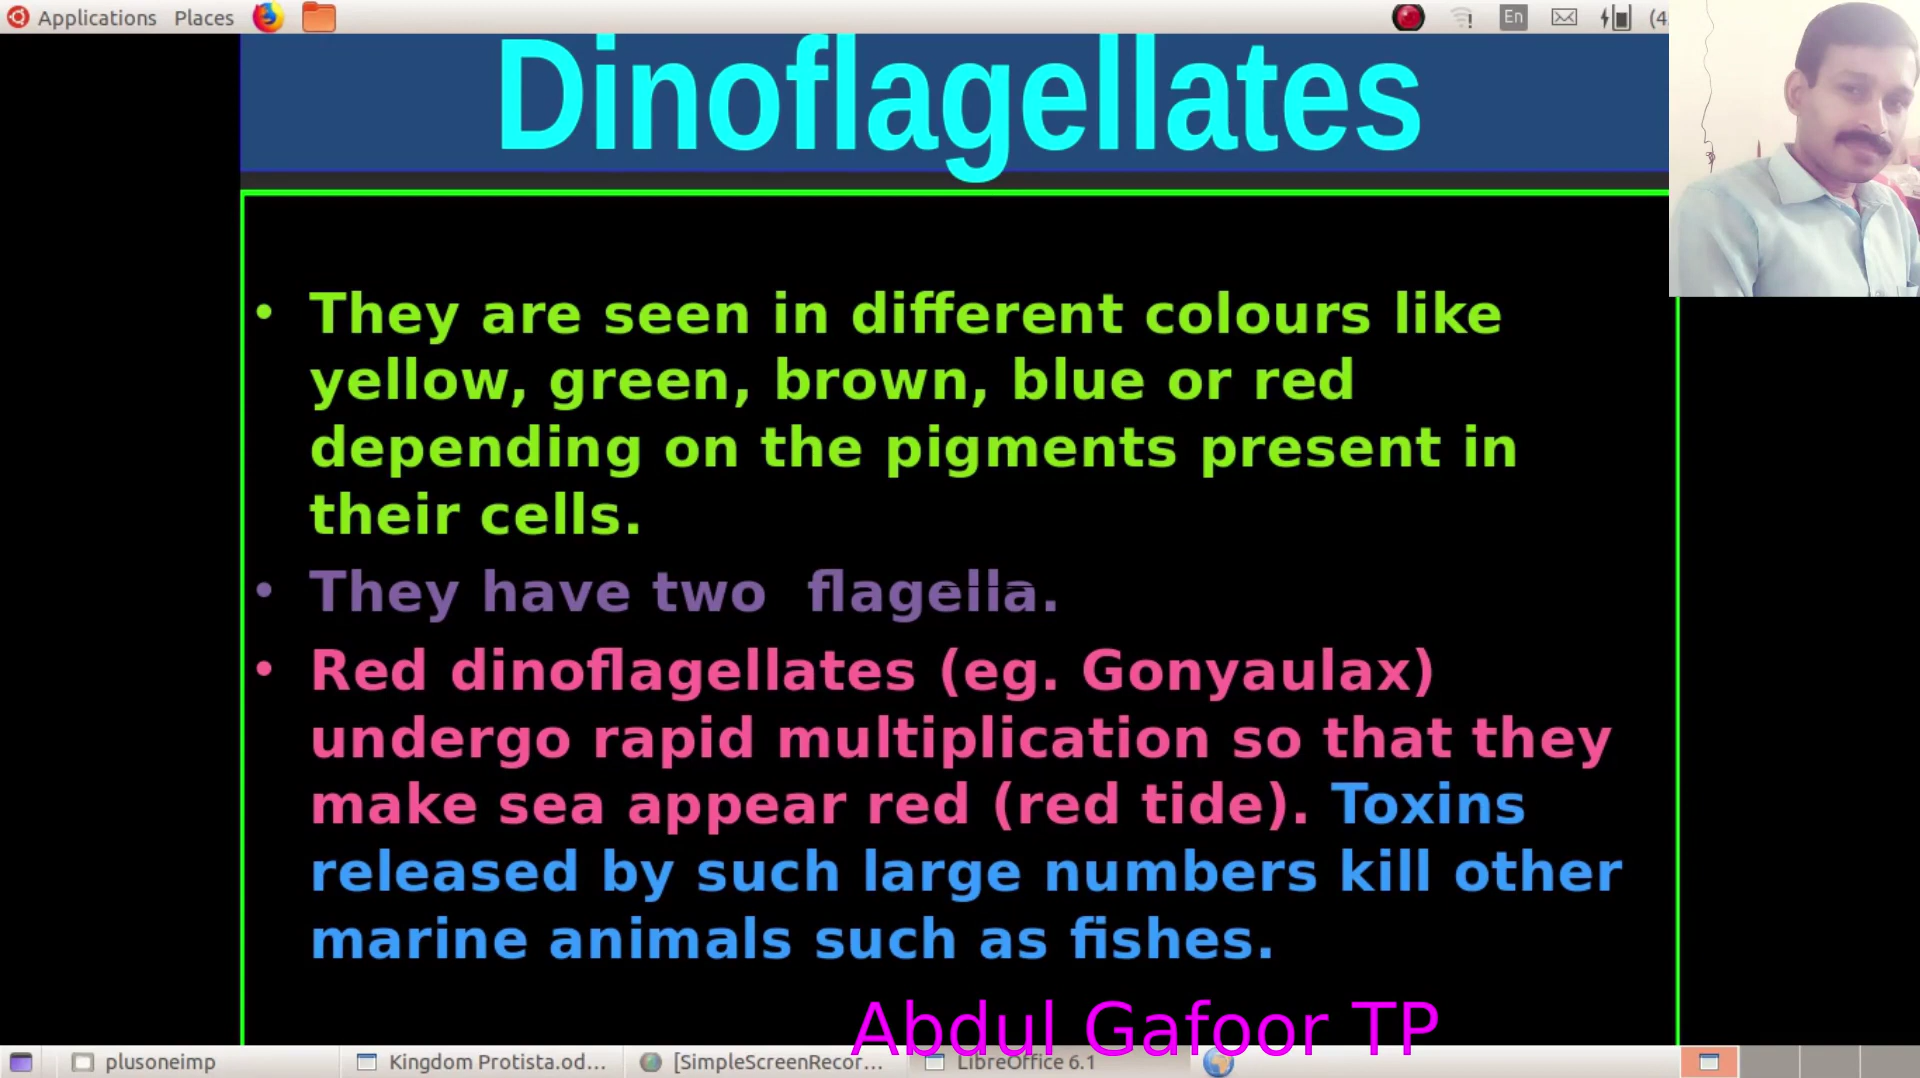 Applications Places En (4
Dinoflagellates
• They are seen in different colours like
yellow, green, brown, blue or red
depending on the pigments present in
their cells.
• They have two flagella.
• Red dinoflagellates (eg. Gonyaulax)
undergo rapid multiplication so that they
make sea appear red (red tide). Toxins
released by such large numbers kill other
marine animals such as fishes.
Abdul Gafoor TP
plusoneimp Kingdom Protista.od... [SimpleScreenRecor... LibreOffice 6.1